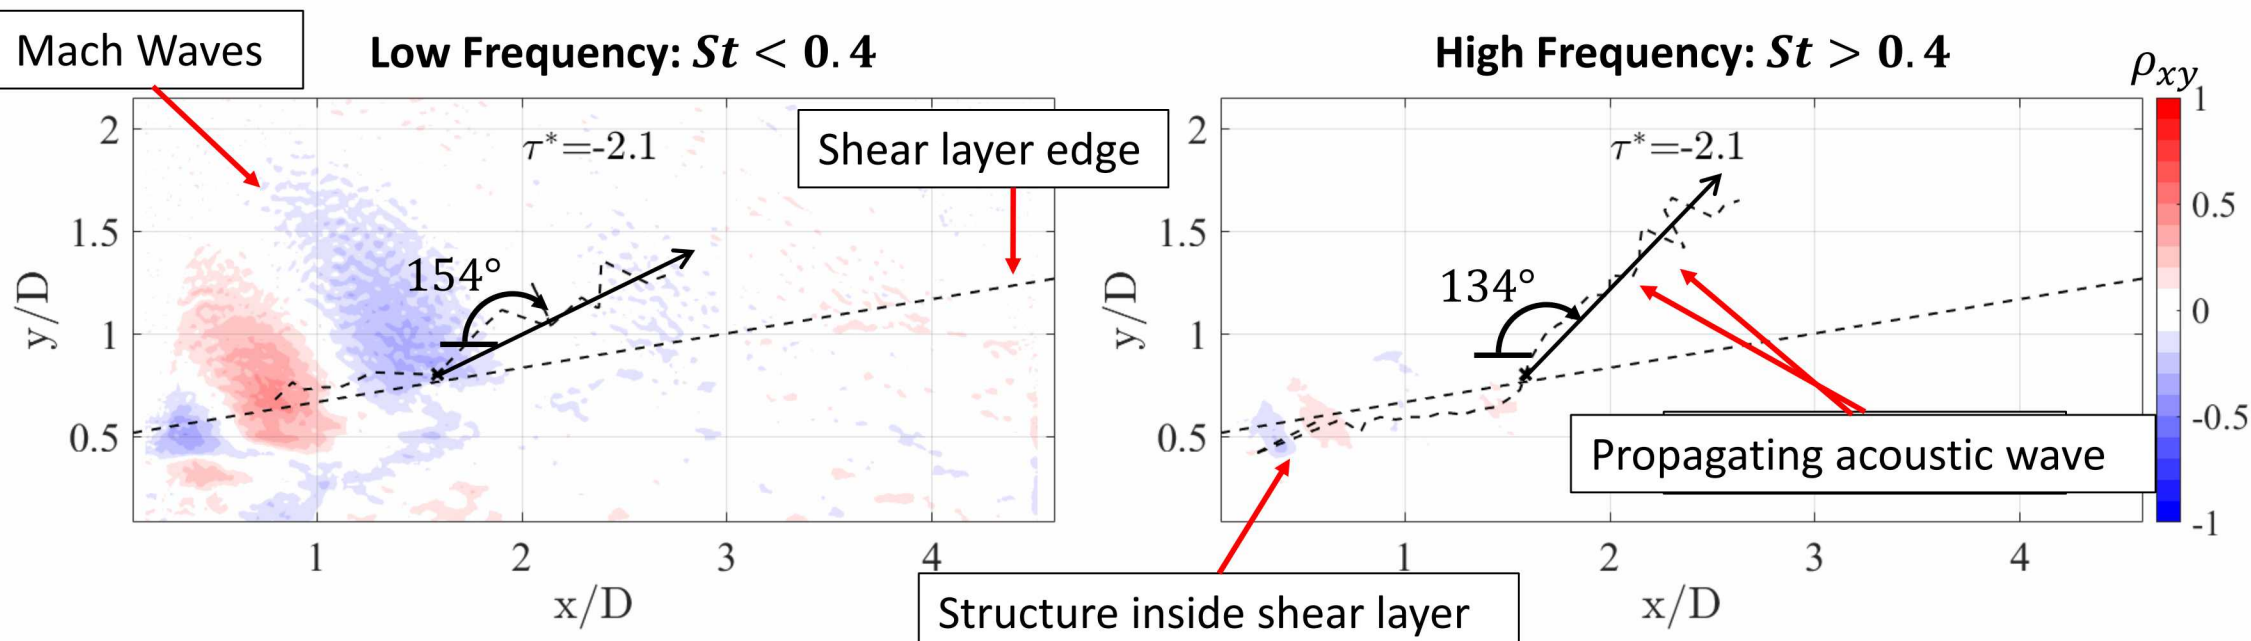 Mach Waves
Low Frequency: St < 0.4
High Frequency: St > 0.4
ρxy
Shear layer edge
τ*=-2.1
154°
2
1.5
1
0.5
y/D
1
2
3
4
x/D
τ*=-2.1
134°
2
1.5
1
0.5
y/D
Propagating acoustic wave
1
2
3
4
x/D
Structure inside shear layer
1
0.5
0
-0.5
-1